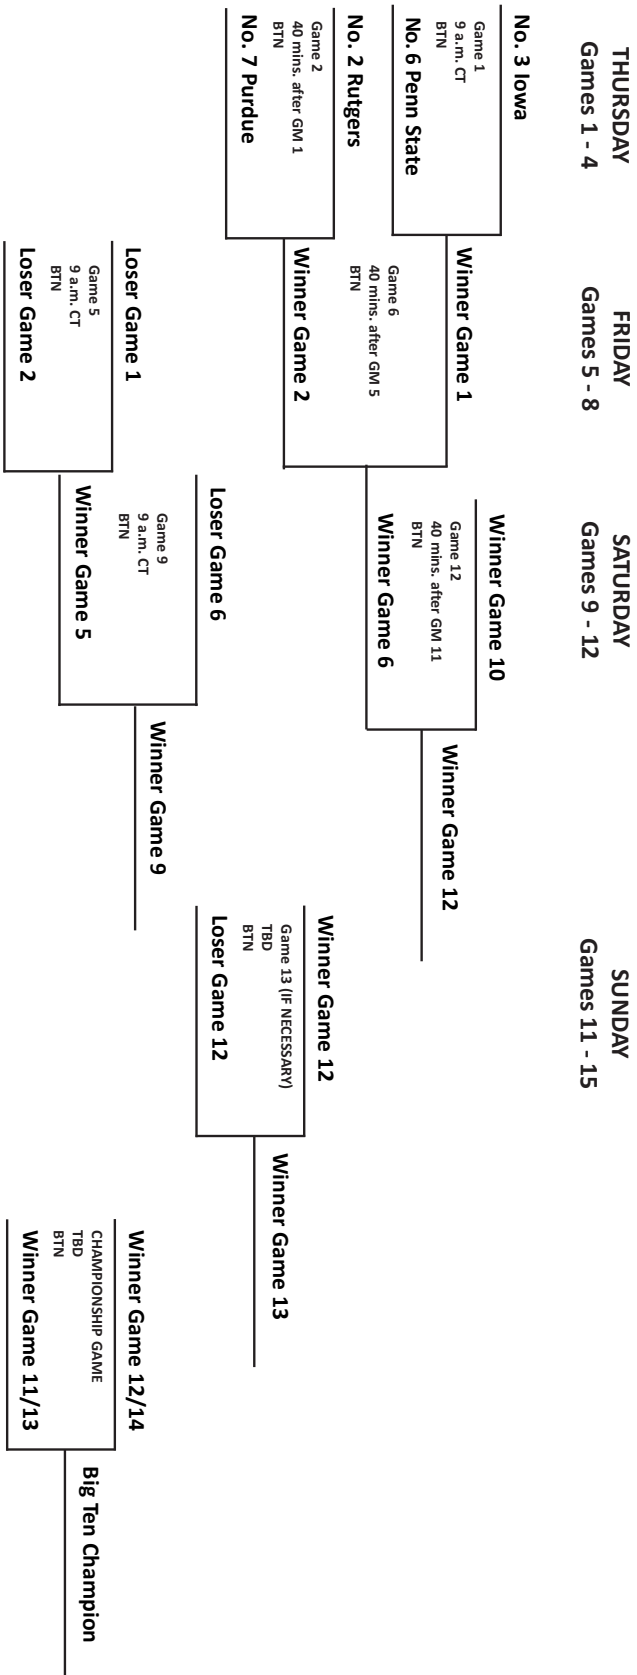 THURSDAY
Games 1 - 4
FRIDAY
Games 5 - 8
SATURDAY
Games 9 - 12
SUNDAY
Games 11 - 15
No. 3 Iowa
Game 1
9 a.m. CT
BTN
No. 6 Penn State
No. 2 Rutgers
Game 2
40 mins. after GM 1
BTN
No. 7 Purdue
Winner Game 1
Game 6
40 mins. after GM 5
BTN
Winner Game 2
Loser Game 1
Game 5
9 a.m. CT
BTN
Loser Game 2
Winner Game 10
Game 12
40 mins. after GM 11
BTN
Winner Game 6
Loser Game 6
Game 9
9 a.m. CT
BTN
Winner Game 5
Winner Game 12
Winner Game 9
Winner Game 12
Game 13 (IF NECESSARY)
TBD
BTN
Loser Game 12
Winner Game 13
Winner Game 12/14
CHAMPIONSHIP GAME
TBD
BTN
Winner Game 11/13
Big Ten Champion